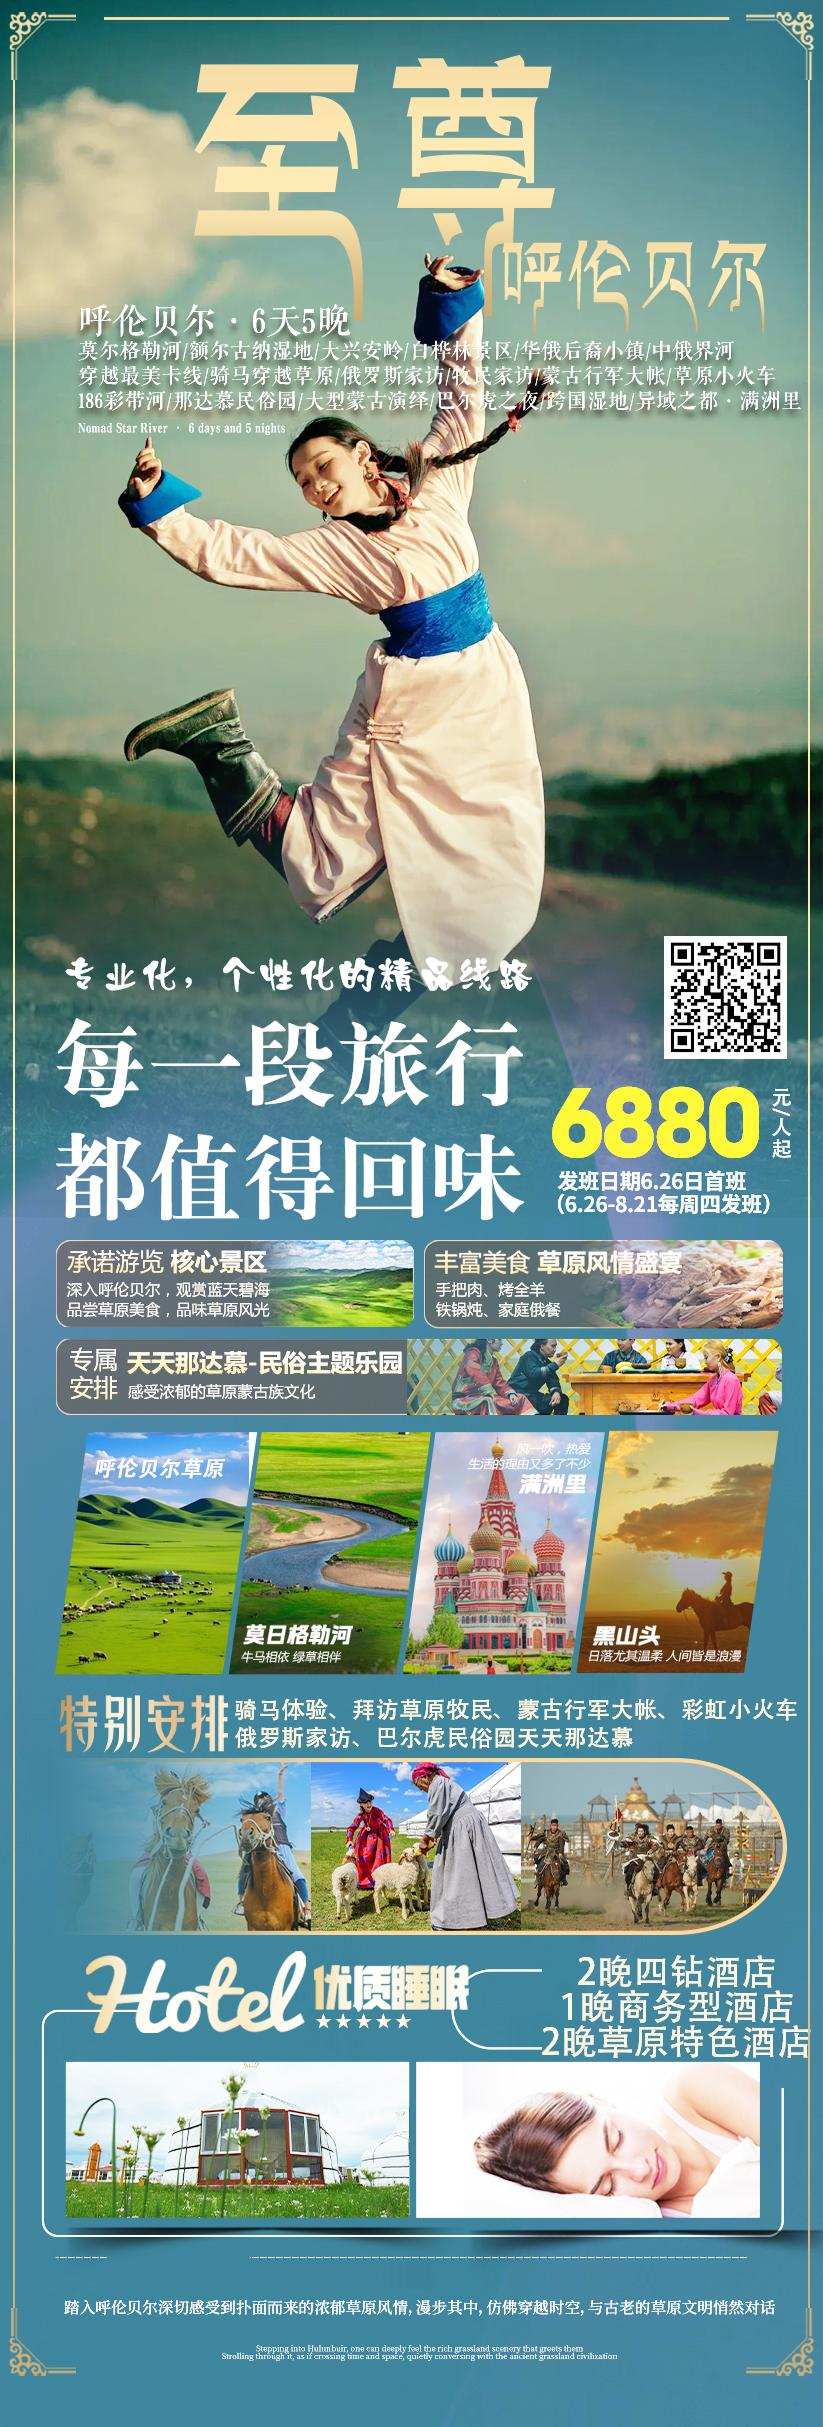 至尊
呼伦贝尔
呼伦贝尔·6天5晚
莫尔格勒河/额尔古纳湿地/大兴安岭/白桦林景区/华俄后裔小镇/中俄界河
穿越最美卡线/骑马穿越草原/俄罗斯家访/牧民家访/蒙古行军大帐/草原小火车
186彩带河/那达慕民俗园/大型蒙古演绎/巴尔虎之夜/跨国湿地/异域之都·满洲里
Nomad Star River · 6 days and 5 nights
专业化，个性化的精品线路
每一段旅行
都值得回味
6880
元/人起
发班日期6.26日首班
（6.26-8.21每周四发班）
承诺游览 核心景区
深入呼伦贝尔，观赏蓝天碧海
品尝草原美食，品味草原风光
丰富美食 草原风情盛宴
手把肉、烤全羊
铁锅炖、家庭俄餐
专属
安排
天天那达慕-民俗主题乐园
感受浓郁的草原蒙古族文化
呼伦贝尔草原
莫日格勒河
牛马相依 绿草相伴
风一吹，热爱
生活的理由又多了不少
满洲里
黑山头
日落尤其温柔 人间皆是浪漫
特别安排
骑马体验、拜访草原牧民、蒙古行军大帐、彩虹小火车
俄罗斯家访、巴尔虎民俗园天天那达慕
Hotel 优质睡眠
2晚四钻酒店
1晚商务型酒店
2晚草原特色酒店
踏入呼伦贝尔深切感受到扑面而来的浓郁草原风情, 漫步其中, 仿佛穿越时空, 与古老的草原文明悄然对话
Stepping into Hulunbuir, one can deeply feel the rich grassland scenery that greets them
Strolling through it, as if crossing time and space, quietly conversing with the ancient grassland civilization